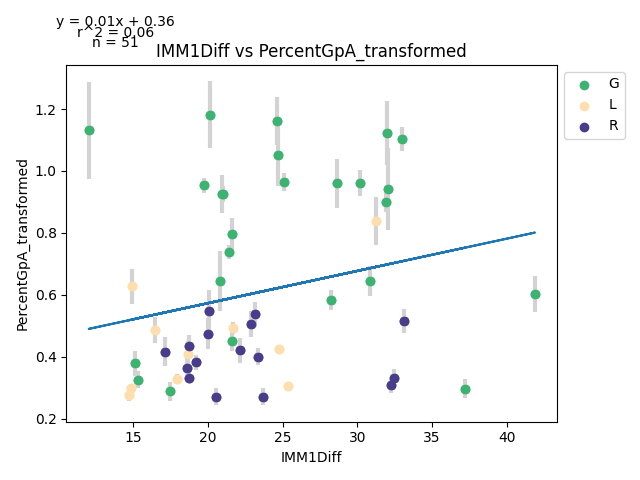 y = 0.01x + 0.36
r^2 = 0.06
n = 51
IMM1Diff vs PercentGpA_transformed
G
L
R
1.2
1.0
0.8
0.6
0.4
0.2
PercentGpA_transformed
15 20 25 30 35 40
IMM1Diff